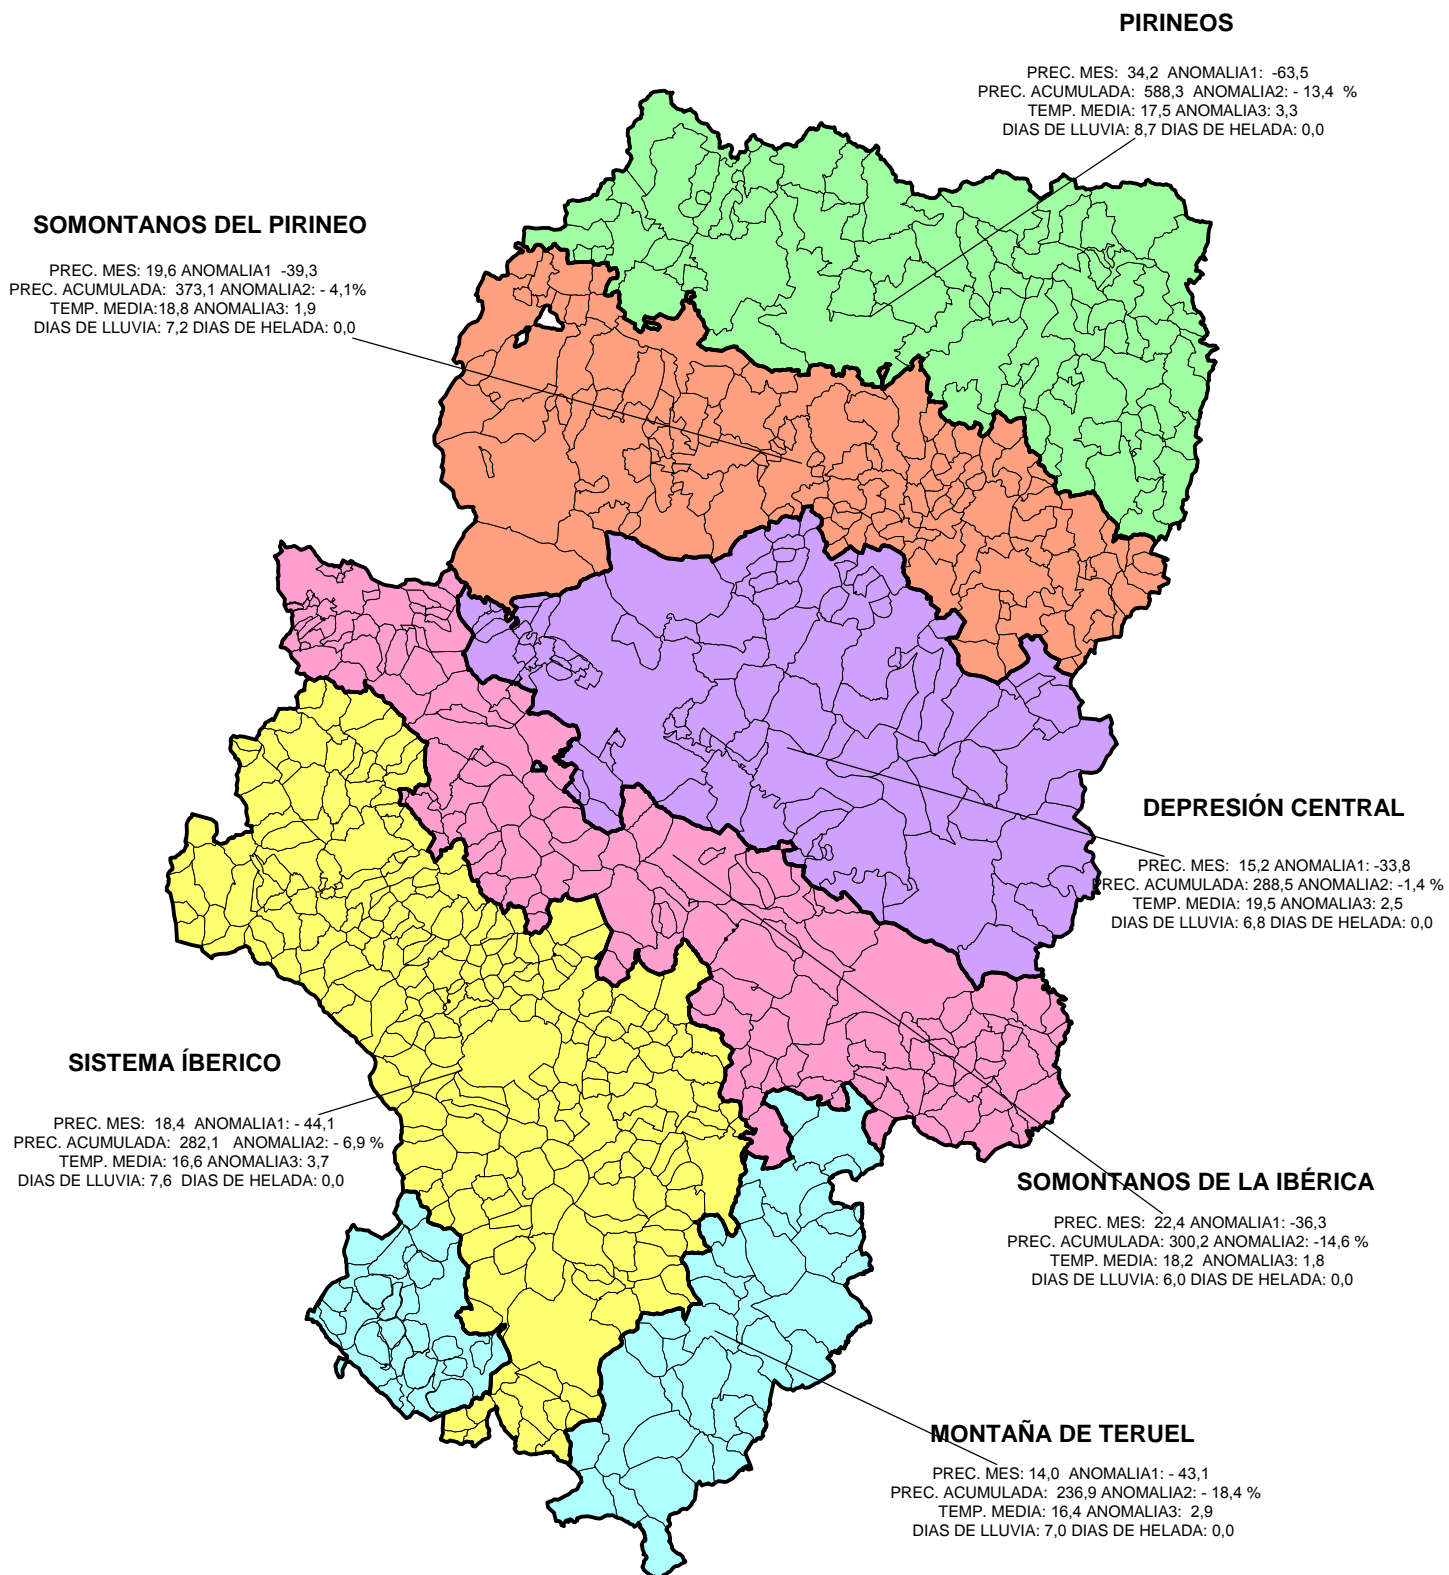 PIRINEOS
PREC. MES: 34,2 ANOMALIA1: -63,5
PREC. ACUMULADA: 588,3 ANOMALIA2: - 13,4 %
TEMP. MEDIA: 17,5 ANOMALIA3: 3,3
DIAS DE LLUVIA: 8,7 DIAS DE HELADA: 0,0
SOMONTANOS DEL PIRINEO
PREC. MES: 19,6 ANOMALIA1 -39,3
PREC. ACUMULADA: 373,1 ANOMALIA2: - 4,1%
TEMP. MEDIA:18,8 ANOMALIA3: 1,9
DIAS DE LLUVIA: 7,2 DIAS DE HELADA: 0,0
DEPRESIÓN CENTRAL
PREC. MES: 15,2 ANOMALIA1: -33,8
PREC. ACUMULADA: 288,5 ANOMALIA2: -1,4 %
TEMP. MEDIA: 19,5 ANOMALIA3: 2,5
DIAS DE LLUVIA: 6,8 DIAS DE HELADA: 0,0
SISTEMA ÍBERICO
PREC. MES: 18,4 ANOMALIA1: - 44,1
PREC. ACUMULADA: 282,1 ANOMALIA2: - 6,9 %
TEMP. MEDIA: 16,6 ANOMALIA3: 3,7
DIAS DE LLUVIA: 7,6 DIAS DE HELADA: 0,0
SOMONTANOS DE LA IBÉRICA
PREC. MES: 22,4 ANOMALIA1: -36,3
PREC. ACUMULADA: 300,2 ANOMALIA2: -14,6 %
TEMP. MEDIA: 18,2 ANOMALIA3: 1,8
DIAS DE LLUVIA: 6,0 DIAS DE HELADA: 0,0
MONTAÑA DE TERUEL
PREC. MES: 14,0 ANOMALIA1: - 43,1
PREC. ACUMULADA: 236,9 ANOMALIA2: - 18,4 %
TEMP. MEDIA: 16,4 ANOMALIA3: 2,9
DIAS DE LLUVIA: 7,0 DIAS DE HELADA: 0,0